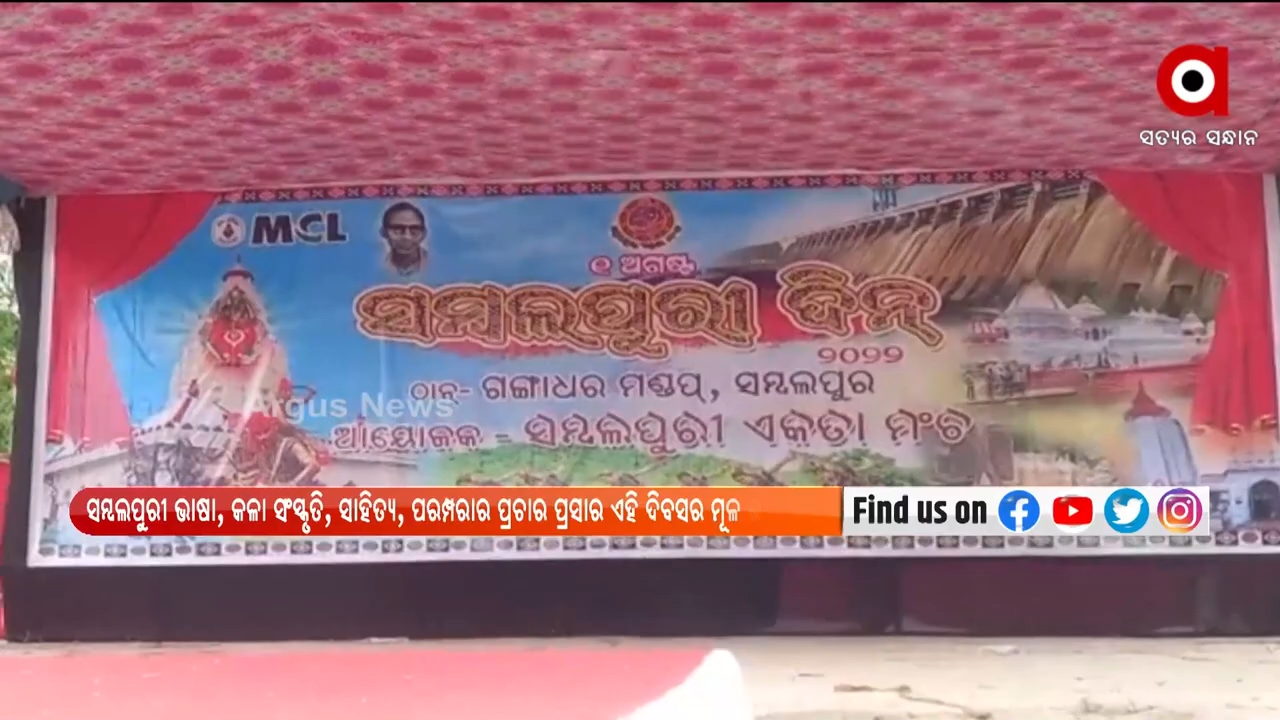 ସତ୍ୟର ସନ୍ଧାନ
MCL
୧ ଅଗଷ୍ଟ
ସମ୍ବଲପୁରୀ ଦିନ୍
୨୦୨୨
ଠାନ୍- ଗଙ୍ଗାଧର ମଣ୍ଡପ୍, ସମ୍ବଲପୁର
Argus News
ଆୟୋଜକ - ସମ୍ବଲପୁରୀ ଏକତା ମଂଚ
ସମ୍ବଲପୁରୀ ଭାଷା, କଳା ସଂସ୍କୃତି, ସାହିତ୍ୟ, ପରମ୍ପରାର ପ୍ରଚାର ପ୍ରସାର ଏହି ଦିବସର ମୂଳ
Find us on